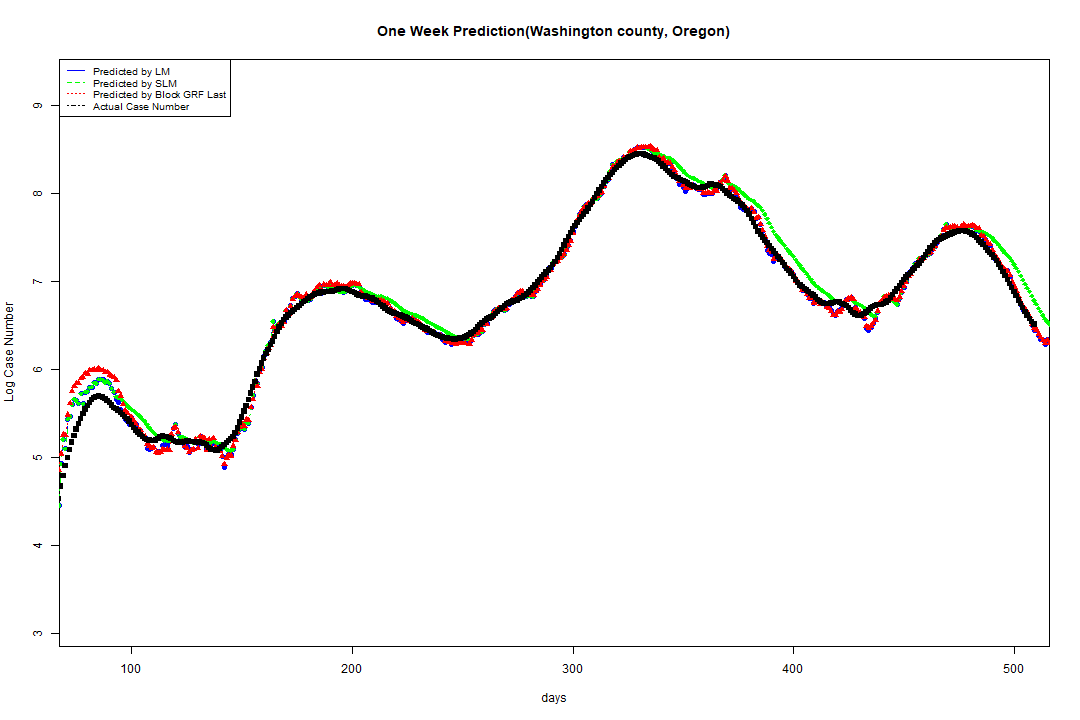 One Week Prediction(Washington county, Oregon)
Predicted by LM
Predicted by SLM
Predicted by Block GRF Last
Actual Case Number
9
8
7
6
5
4
3
Log Case Number
100 200 300 400 500
days